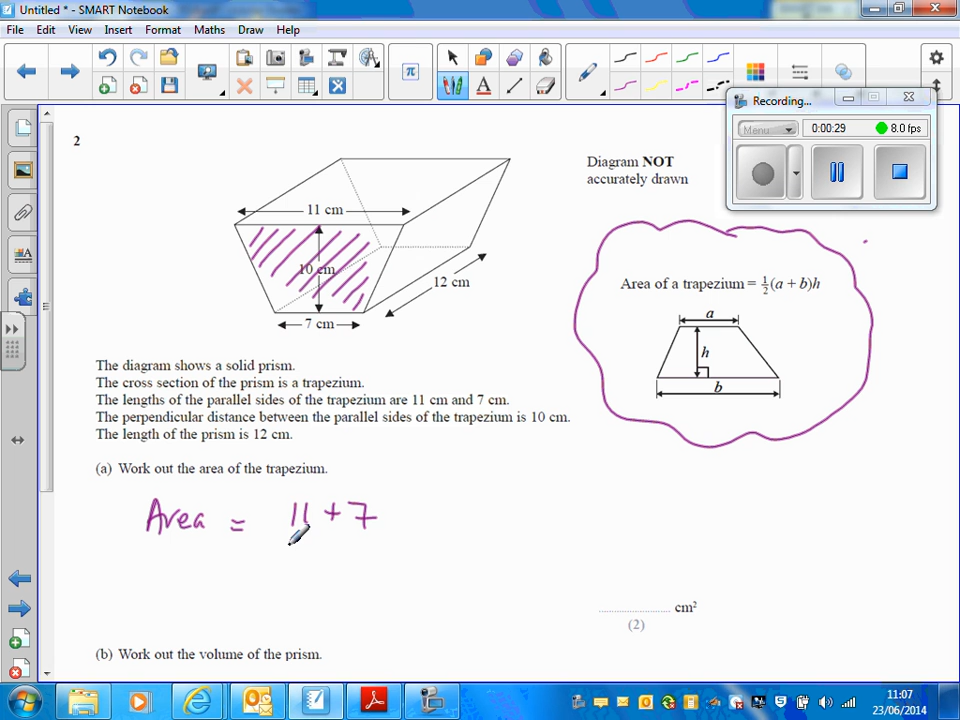 Untitled * - SMART Notebook
File Edit View Insert Format Maths Draw Help
Recording...
Menu 0:00:29 8.0 fps
2
Diagram NOT
accurately drawn
11 cm
10 cm
12 cm
7 cm
Area of a trapezium = ½(a + b)h
a
h
b
The diagram shows a solid prism.
The cross section of the prism is a trapezium.
The lengths of the parallel sides of the trapezium are 11 cm and 7 cm.
The perpendicular distance between the parallel sides of the trapezium is 10 cm.
The length of the prism is 12 cm.
(a) Work out the area of the trapezium.
Area = 11 + 7
.......................... cm²
(2)
(b) Work out the volume of the prism.
11:07
23/06/2014